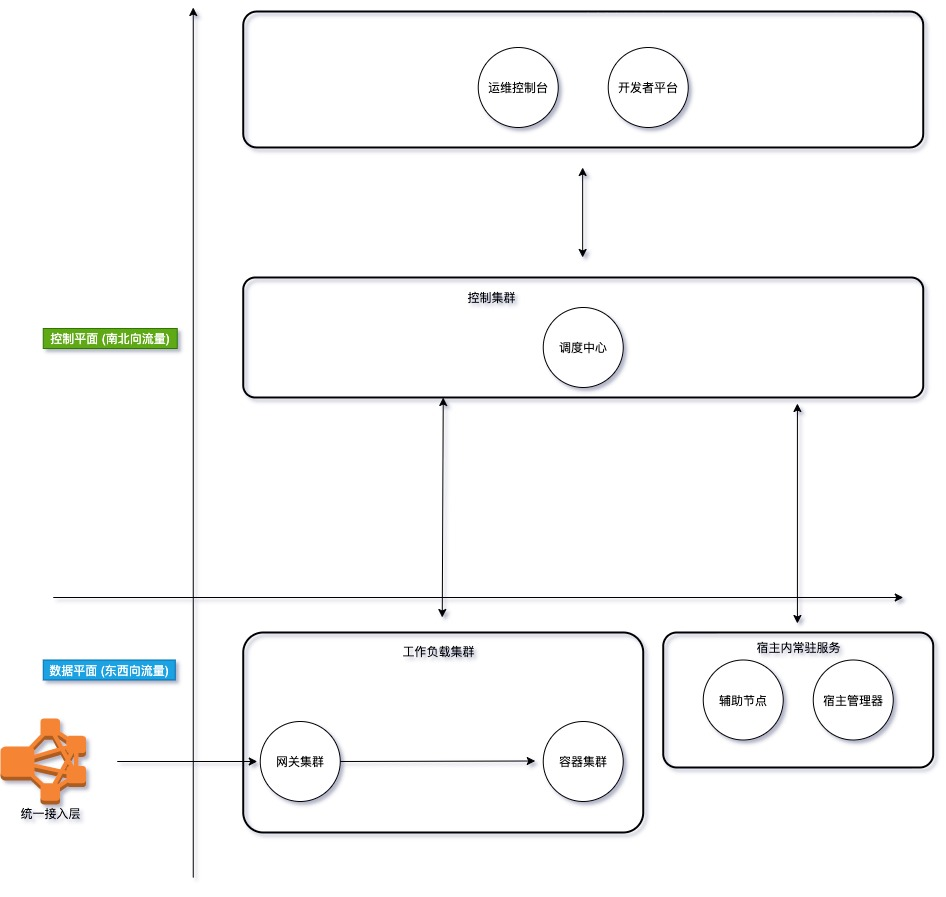 运维控制台
开发者平台
控制集群
控制平面 (南北向流量)
调度中心
工作负载集群
宿主内常驻服务
数据平面 (东西向流量)
辅助节点
宿主管理器
网关集群
容器集群
统一接入层